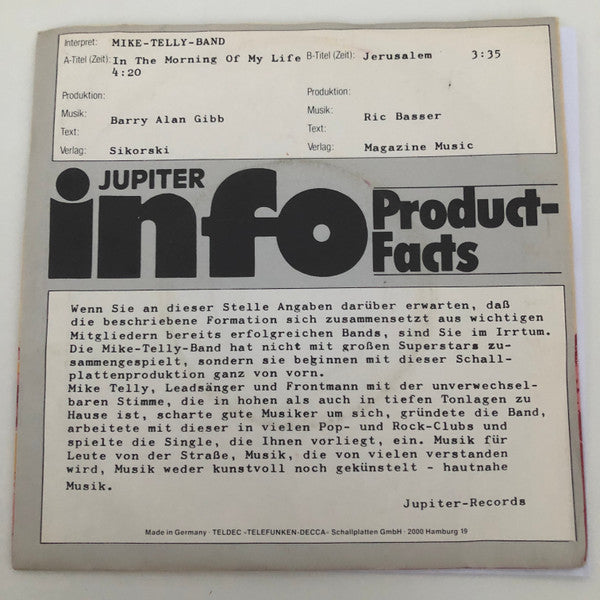 Interpret: MIKE-TELLY-BAND
A-Titel (Zeit): In The Morning Of My Life B-Titel (Zeit): Jerusalem 3:35
4:20
Produktion: Produktion:
Musik: Musik:
Barry Alan Gibb Ric Basser
Text: Text:
Verlag: Sikorski Verlag: Magazine Music
JUPITER
info Product-
Facts
Wenn Sie an dieser Stelle Angaben darüber erwarten, daß
die beschriebene Formation sich zusammensetzt aus wichtigen
Mitgliedern bereits erfolgreichen Bands, sind Sie im Irrtum.
Die Mike-Telly-Band hat nicht mit großen Superstars zu-
sammengespielt, sondern sie beginnen mit dieser Schall-
plattenproduktion ganz von vorn.
Mike Telly, Leadsänger und Frontmann mit der unverwechsel-
baren Stimme, die in hohen als auch in tiefen Tonlagen zu
Hause ist, scharte gute Musiker um sich, gründete die Band,
arbeitete mit dieser in vielen Pop- und Rock-Clubs und
spielte die Single, die Ihnen vorliegt, ein. Musik für
Leute von der Straße, Musik, die von vielen verstanden
wird, Musik weder kunstvoll noch gekünstelt - hautnahe
Musik.
Jupiter-Records
Made in Germany · TELDEC »TELEFUNKEN-DECCA« Schallplatten GmbH · 2000 Hamburg 19